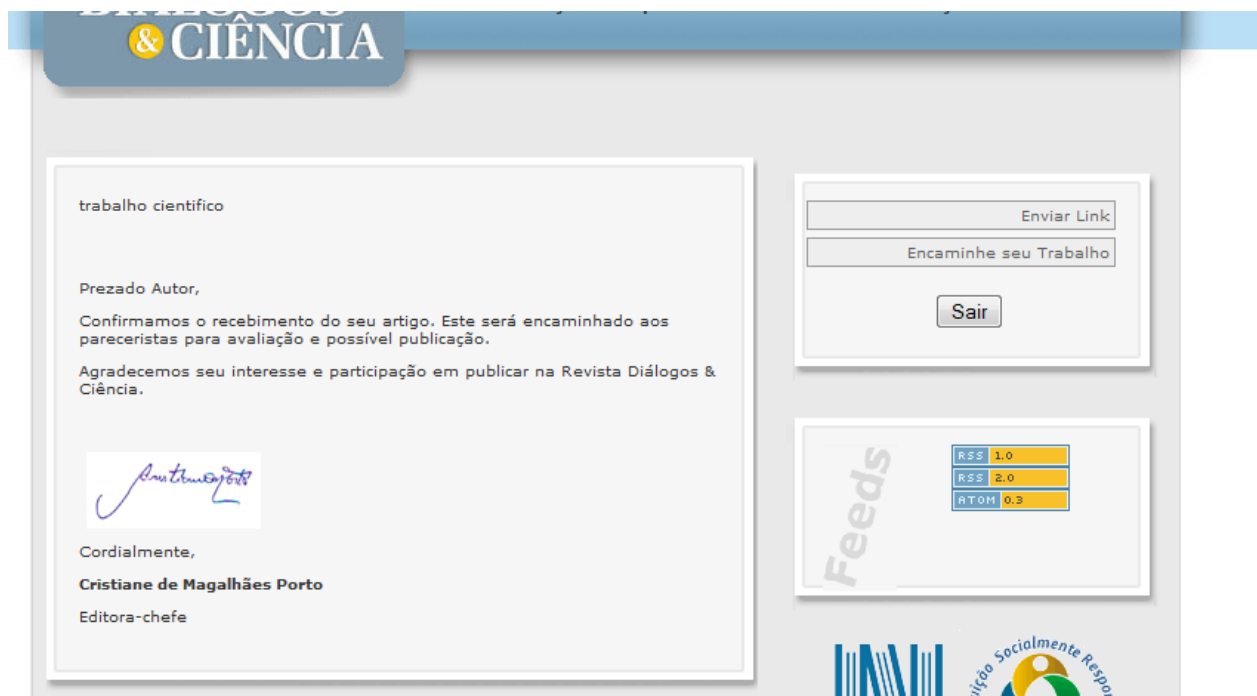 & CIÊNCIA
trabalho cientifico
Prezado Autor,
Confirmamos o recebimento do seu artigo. Este será encaminhado aos
pareceristas para avaliação e possível publicação.
Agradecemos seu interesse e participação em publicar na Revista Diálogos &
Ciência.
Cordialmente,
Cristiane de Magalhães Porto
Editora-chefe
Enviar Link
Encaminhe seu Trabalho
Sair
Feeds
RSS 1.0
RSS 2.0
ATOM 0.3
Socialmente